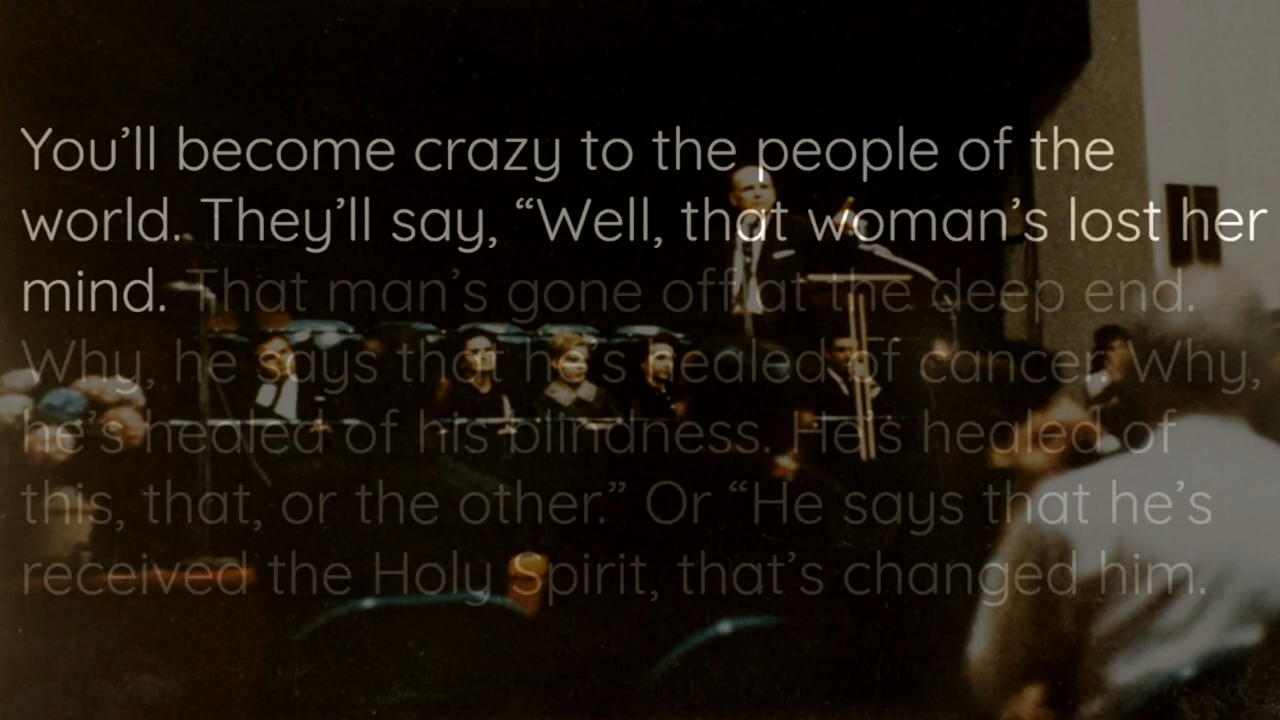 You’ll become crazy to the people of the
world. They’ll say, “Well, that woman’s lost her
mind. That man’s gone off at the deep end.
Why, he says that he’s healed of cancer. Why,
he’s healed of his blindness. He’s healed of
this, that, or the other.” Or “He says that he’s
received the Holy Spirit, that’s changed him.